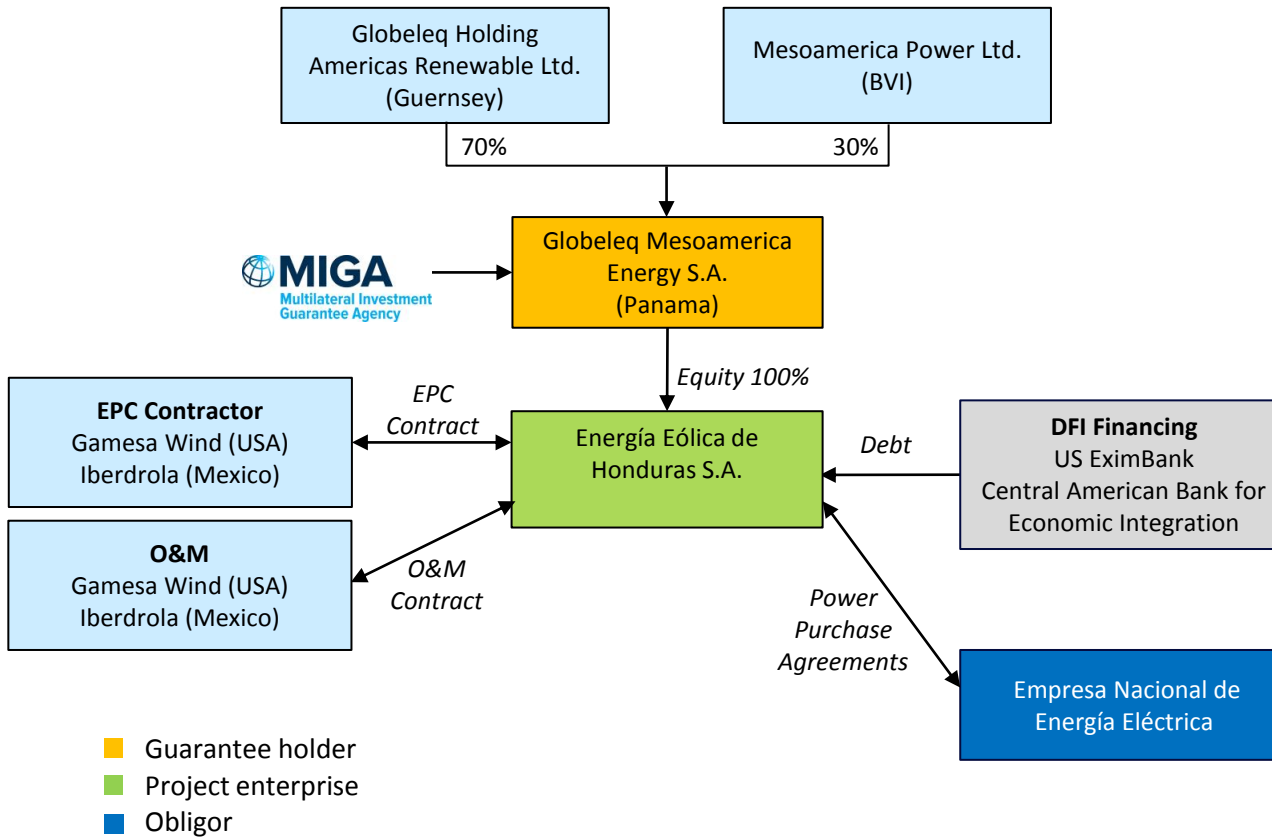 Globeleq Holding
Americas Renewable Ltd.
(Guernsey)
Mesoamerica Power Ltd.
(BVI)
70%
30%
Globeleq Mesoamerica
Energy S.A.
(Panama)
MIGA
Multilateral Investment
Guarantee Agency
Equity 100%
EPC Contractor
Gamesa Wind (USA)
Iberdrola (Mexico)
EPC
Contract
Energía Eólica de
Honduras S.A.
Debt
DFI Financing
US EximBank
Central American Bank for
Economic Integration
O&M
Gamesa Wind (USA)
Iberdrola (Mexico)
O&M
Contract
Power
Purchase
Agreements
Empresa Nacional de
Energía Eléctrica
Guarantee holder
Project enterprise
Obligor